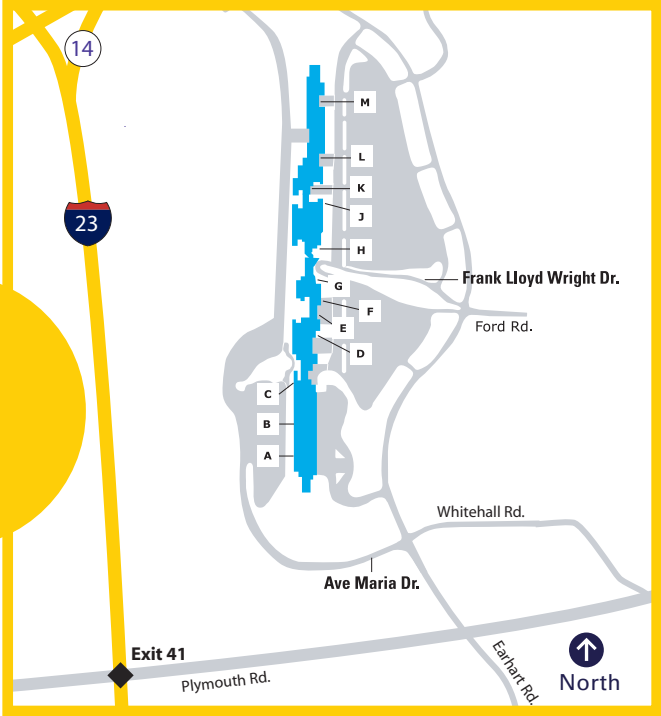 14
M
L
K
23
J
H
Frank Lloyd Wright Dr.
G
F
Ford Rd.
E
D
C
B
A
Whitehall Rd.
Ave Maria Dr.
Exit 41
Earhart Rd.
Plymouth Rd.
North